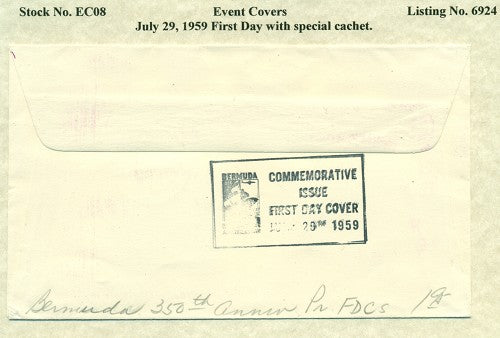 Stock No. EC08 Event Covers Listing No. 6924
July 29, 1959 First Day with special cachet.
BERMUDA
COMMEMORATIVE
ISSUE
FIRST DAY COVER
29TH 1959
Bermuda 350th Anniv Pr FDCs